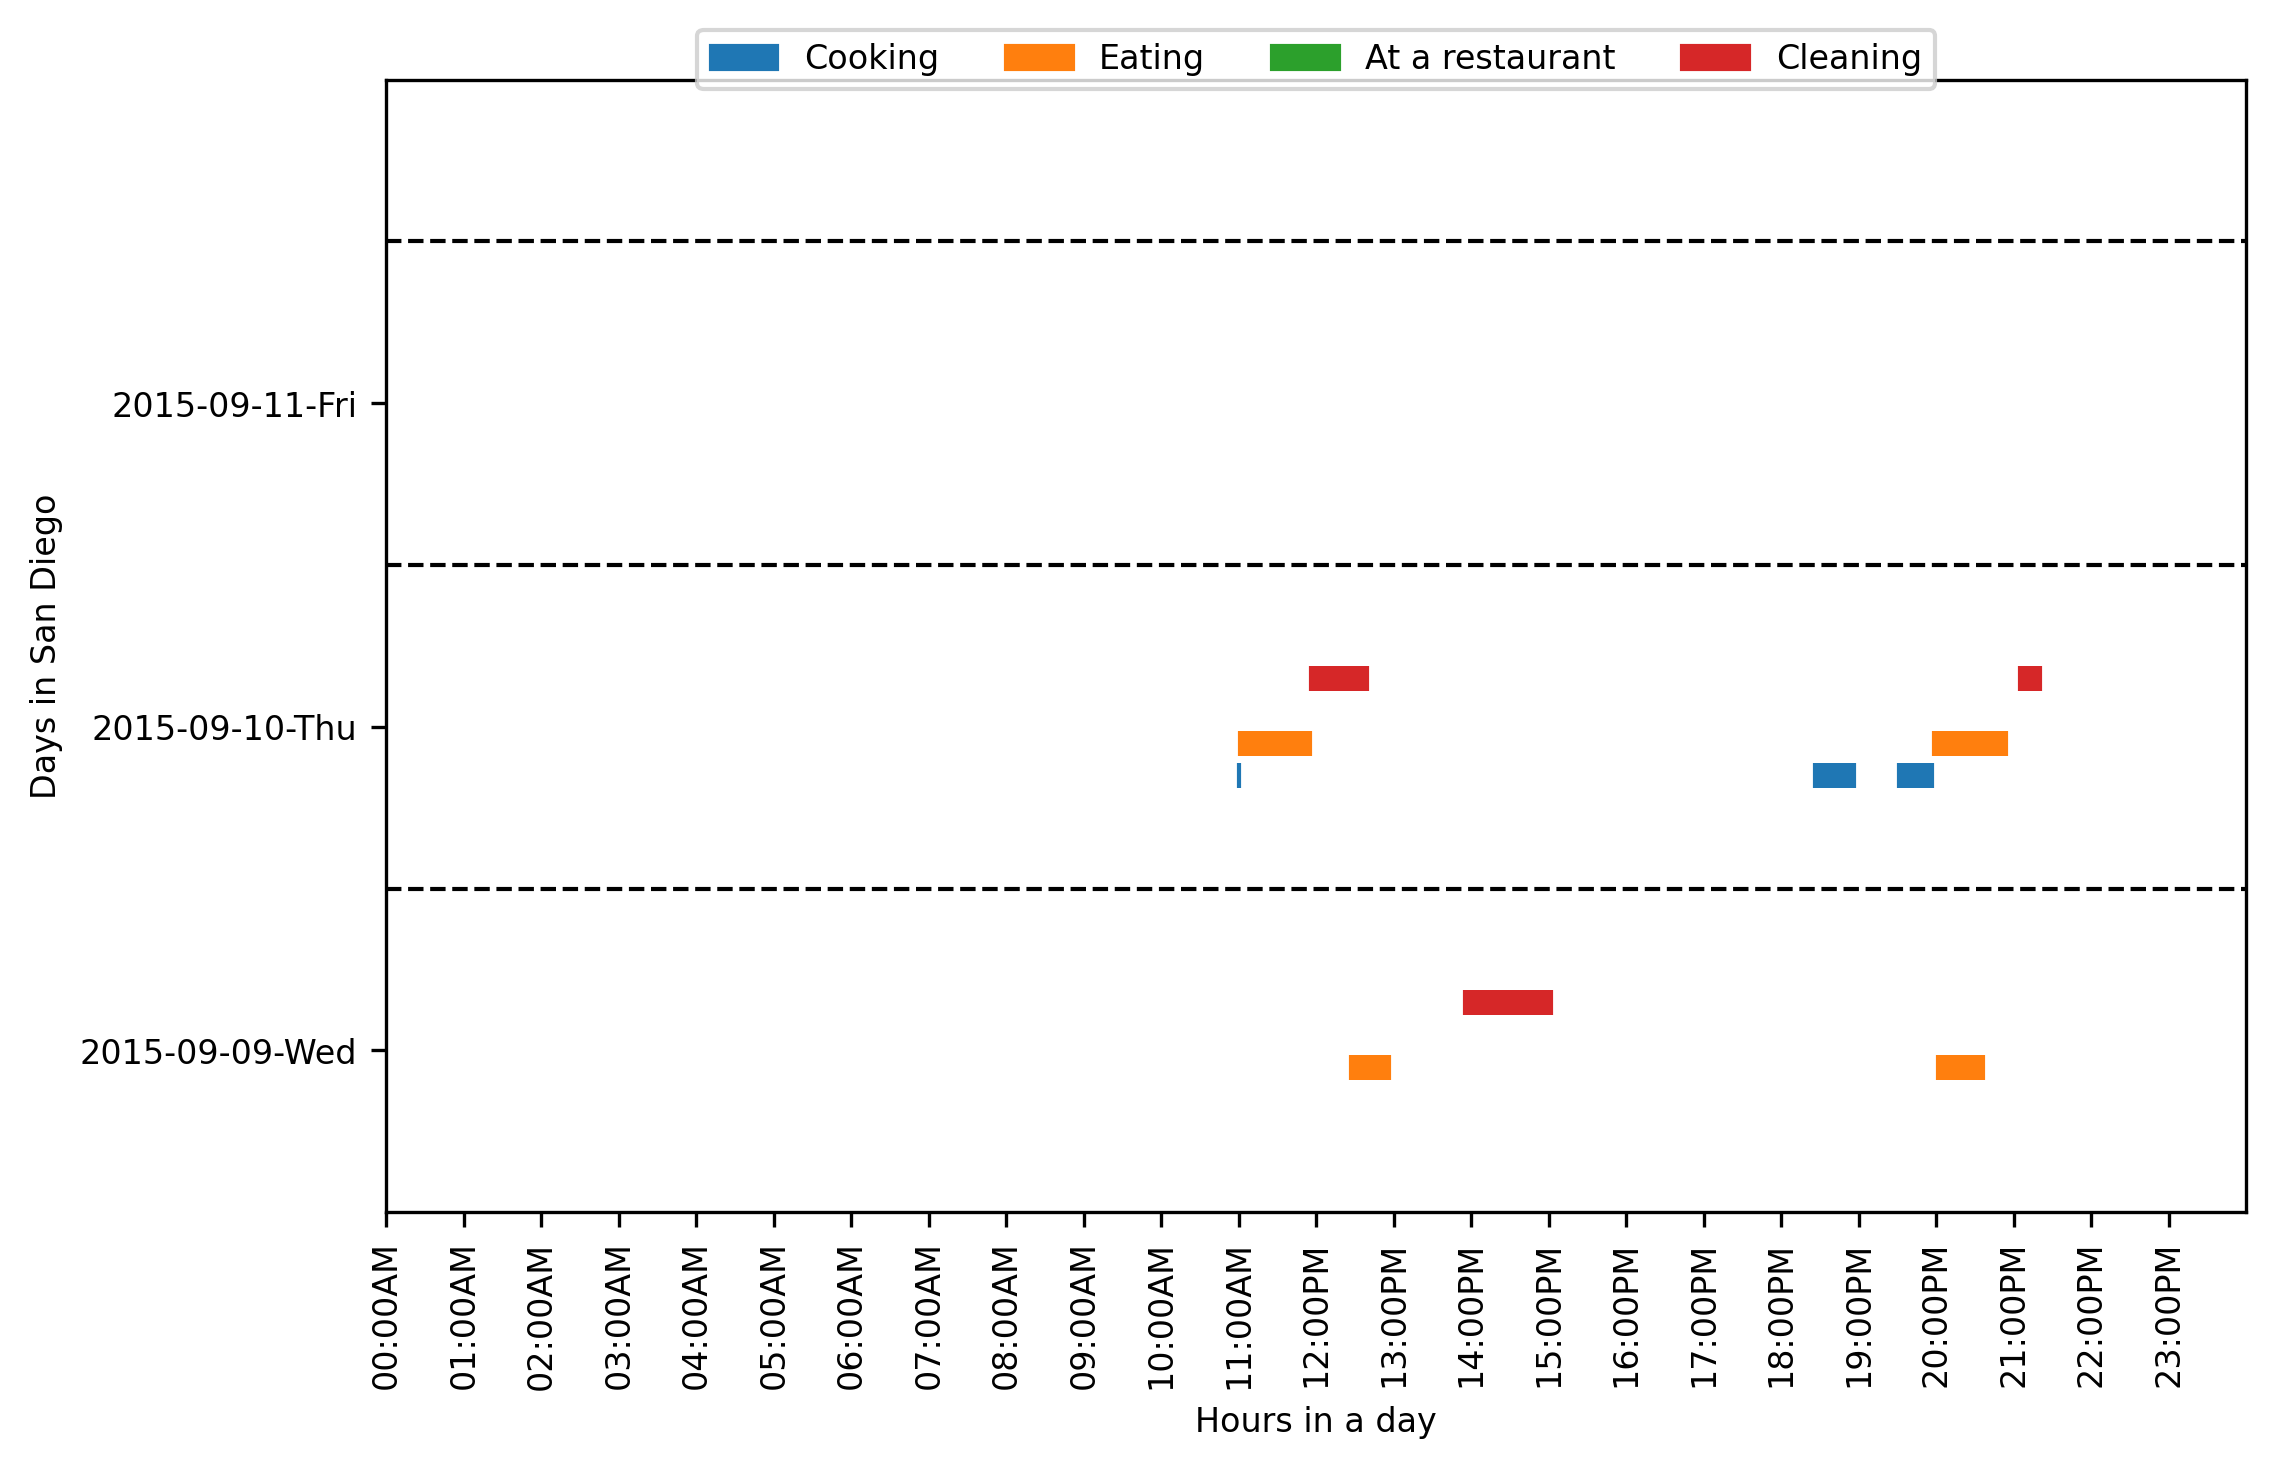 Cooking Eating At a restaurant Cleaning
Days in San Diego
2015-09-11-Fri
2015-09-10-Thu
2015-09-09-Wed
00:00AM
01:00AM
02:00AM
03:00AM
04:00AM
05:00AM
06:00AM
07:00AM
08:00AM
09:00AM
10:00AM
11:00AM
12:00PM
13:00PM
14:00PM
15:00PM
16:00PM
17:00PM
18:00PM
19:00PM
20:00PM
21:00PM
22:00PM
23:00PM
Hours in a day